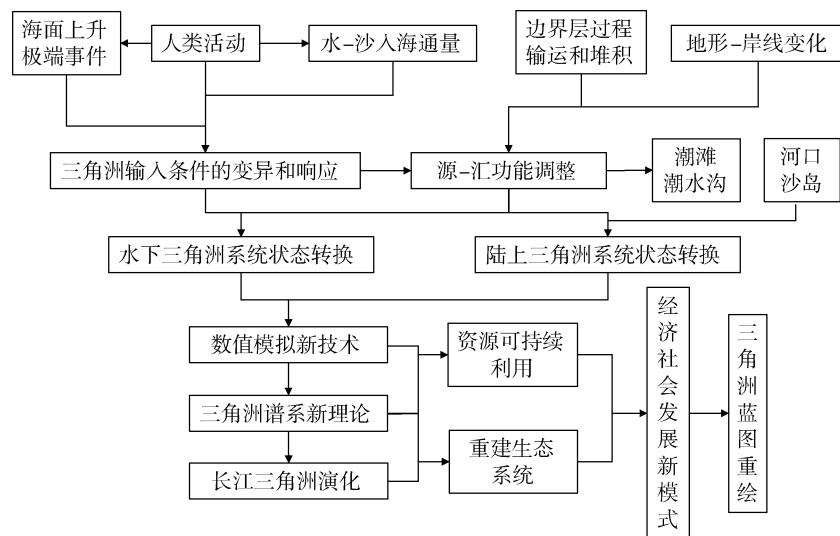 海面上升
极端事件
人类活动
水-沙入海通量
边界层过程
输运和堆积
地形-岸线变化
三角洲输入条件的变异和响应
源-汇功能调整
潮滩
潮水沟
河口
沙岛
水下三角洲系统状态转换
陆上三角洲系统状态转换
数值模拟新技术
三角洲谱系新理论
长江三角洲演化
资源可持续
利用
重建生态
系统
经济社会发展新模式
三角洲蓝图重绘